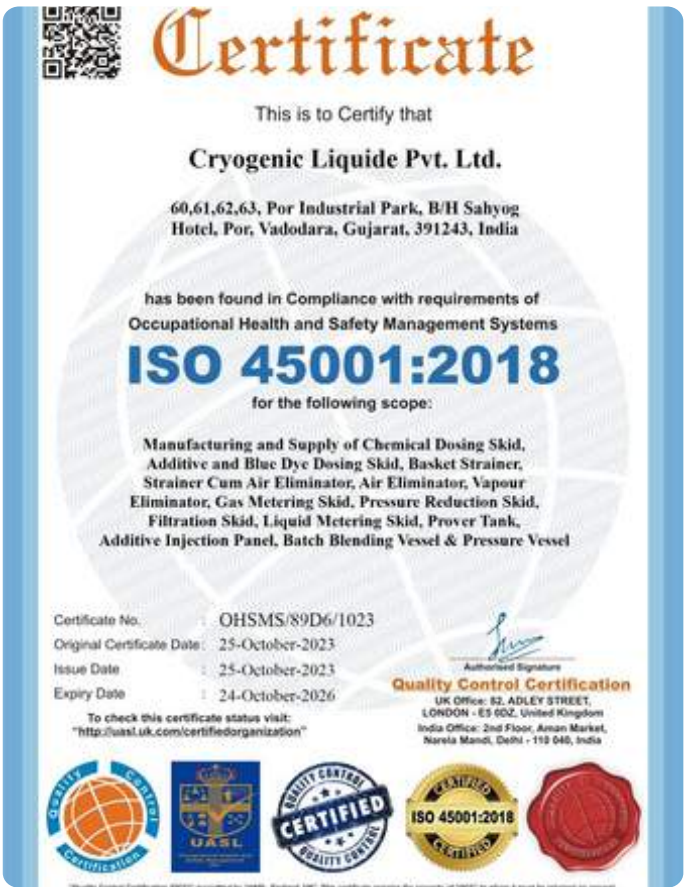 Certificate
This is to Certify that
Cryogenic Liquide Pvt. Ltd.
60,61,62,63, Por Industrial Park, B/H Sahyog
Hotel, Por, Vadodara, Gujarat, 391243, India
has been found in Compliance with requirements of
Occupational Health and Safety Management Systems
ISO 45001:2018
for the following scope:
Manufacturing and Supply of Chemical Dosing Skid,
Additive and Blue Dye Dosing Skid, Basket Strainer,
Strainer Cum Air Eliminator, Air Eliminator, Vapour
Eliminator, Gas Metering Skid, Pressure Reduction Skid,
Filtration Skid, Liquid Metering Skid, Prover Tank,
Additive Injection Panel, Batch Blending Vessel & Pressure Vessel
Certificate No. : OHSMS/89D6/1023
Original Certificate Date : 25-October-2023
Issue Date : 25-October-2023
Expiry Date : 24-October-2026
To check this certificate status visit:
"http://uasl.uk.com/certifiedorganization"
Authorised Signature
Quality Control Certification
UK Office: 82, ADLEY STREET,
LONDON - E5 0DZ, United Kingdom
India Office: 2nd Floor, Aman Market,
Narela Mandi, Delhi - 110 040, India
Quality Control
Certification
UASL
QUALITY CONTROL
CERTIFIED
QUALITY CONTROL
CERTIFIED
ISO 45001:2018
CERTIFIED